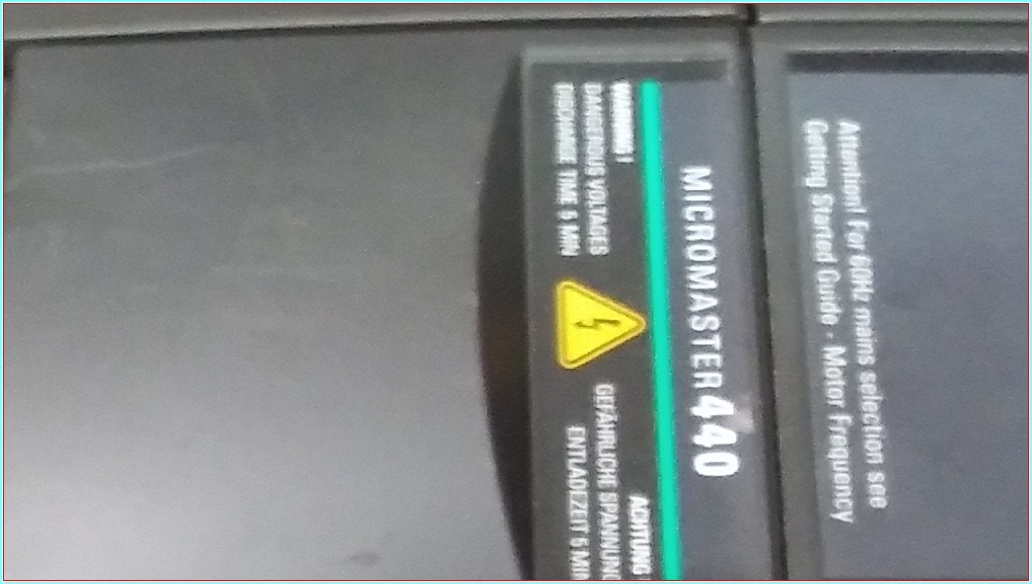 Attention! For 60Hz mains selection see
Getting Started Guide - Motor Frequency
MICROMASTER 440
WARNING !
DANGEROUS VOLTAGES
DISCHARGE TIME 5 MIN
ACHTUNG
GEFÄHRLICHE SPANNUNG
ENTLADEZEIT 5 MIN